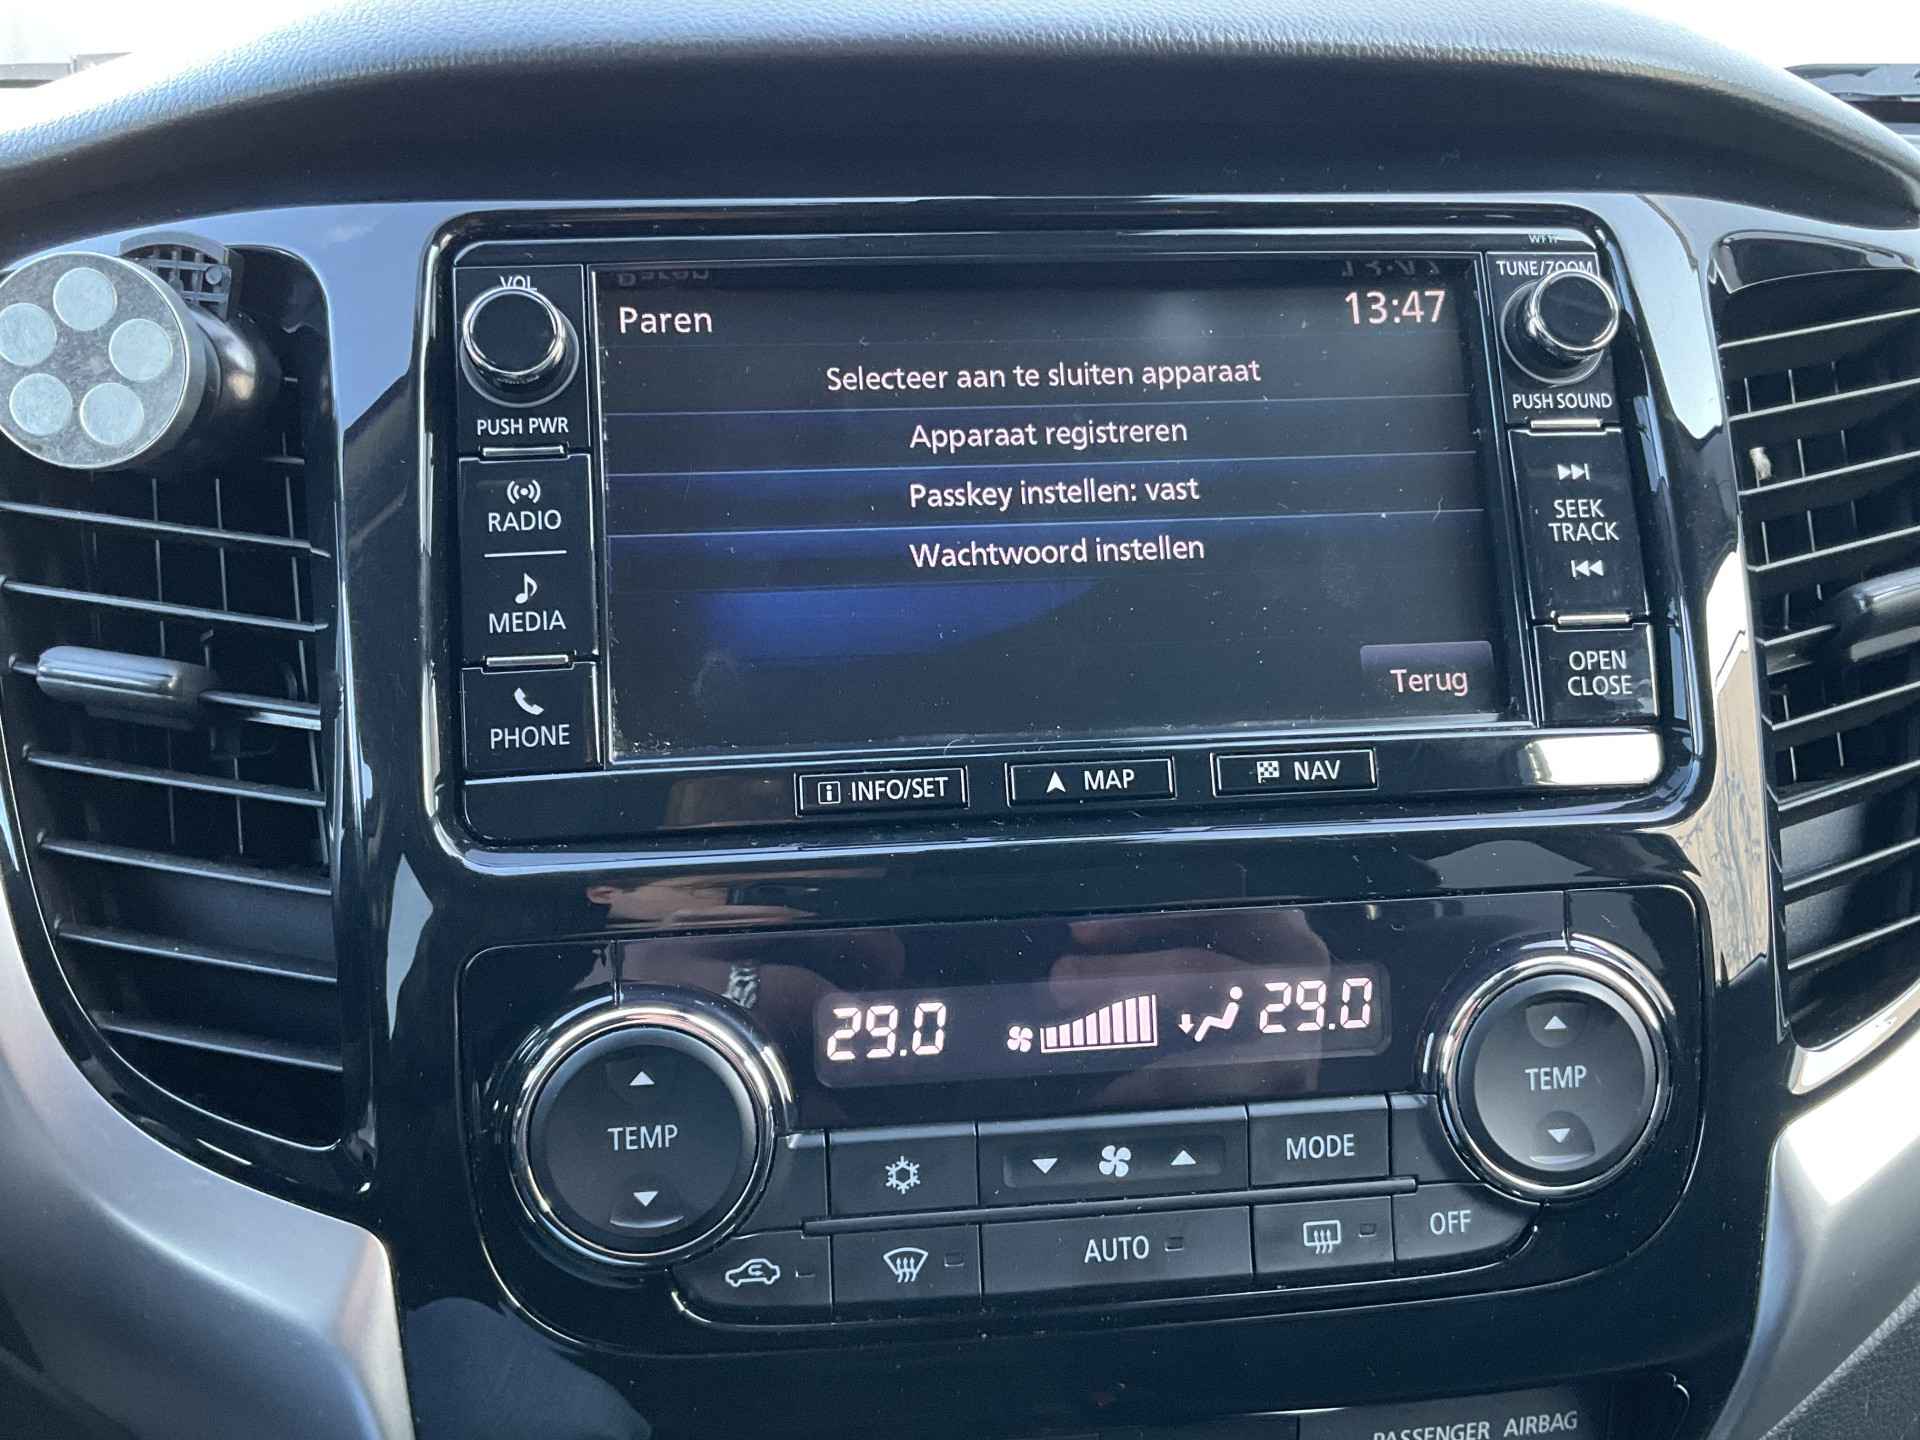 VOL
PUSH PWR
RADIO
MEDIA
PHONE
Paren
13:47
Selecteer aan te sluiten apparaat
Apparaat registreren
Passkey instellen: vast
Wachtwoord instellen
Terug
TUNE/ZOOM
PUSH SOUND
SEEK
TRACK
OPEN
CLOSE
INFO/SET
MAP
NAV
29.0
29.0
TEMP
TEMP
MODE
AUTO
OFF
PASSENGER AIRBAG